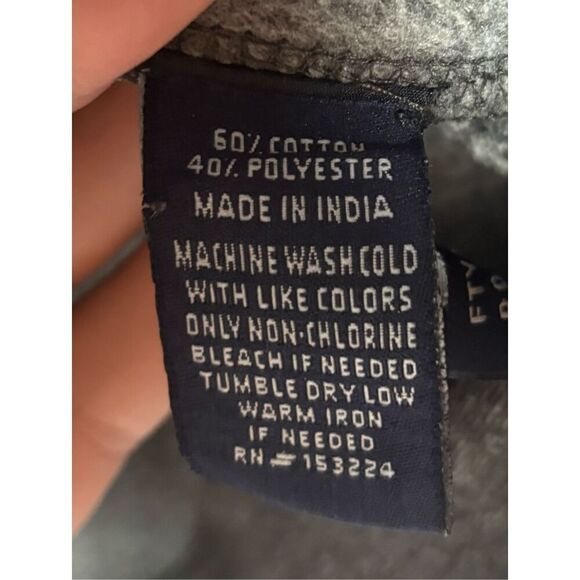 60% COTTON
40% POLYESTER
MADE IN INDIA
MACHINE WASH COLD
WITH LIKE COLORS
ONLY NON-CHLORINE
BLEACH IF NEEDED
TUMBLE DRY LOW
WARM IRON
IF NEEDED
RN# 153224